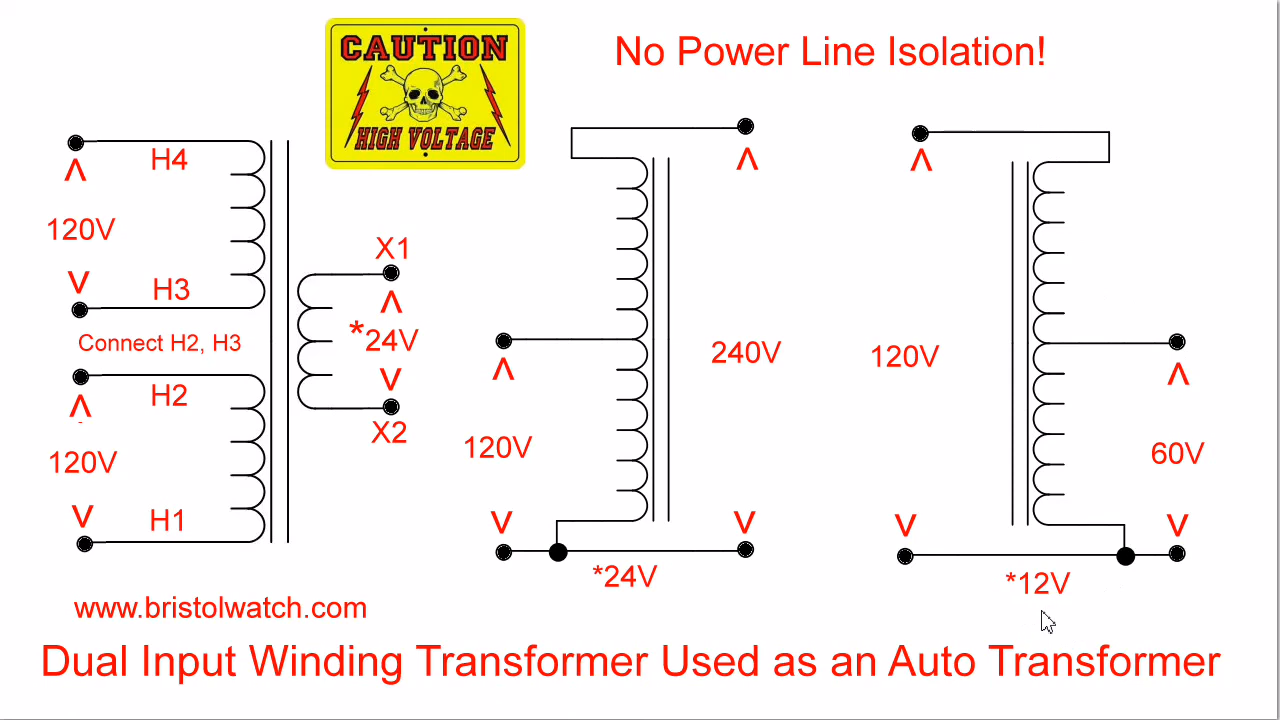 CAUTION
HIGH VOLTAGE
No Power Line Isolation!
H4
120V
H3
Connect H2, H3
H2
120V
H1
X1
*24V
X2
120V
240V
*24V
120V
60V
*12V
www.bristolwatch.com
Dual Input Winding Transformer Used as an Auto Transformer